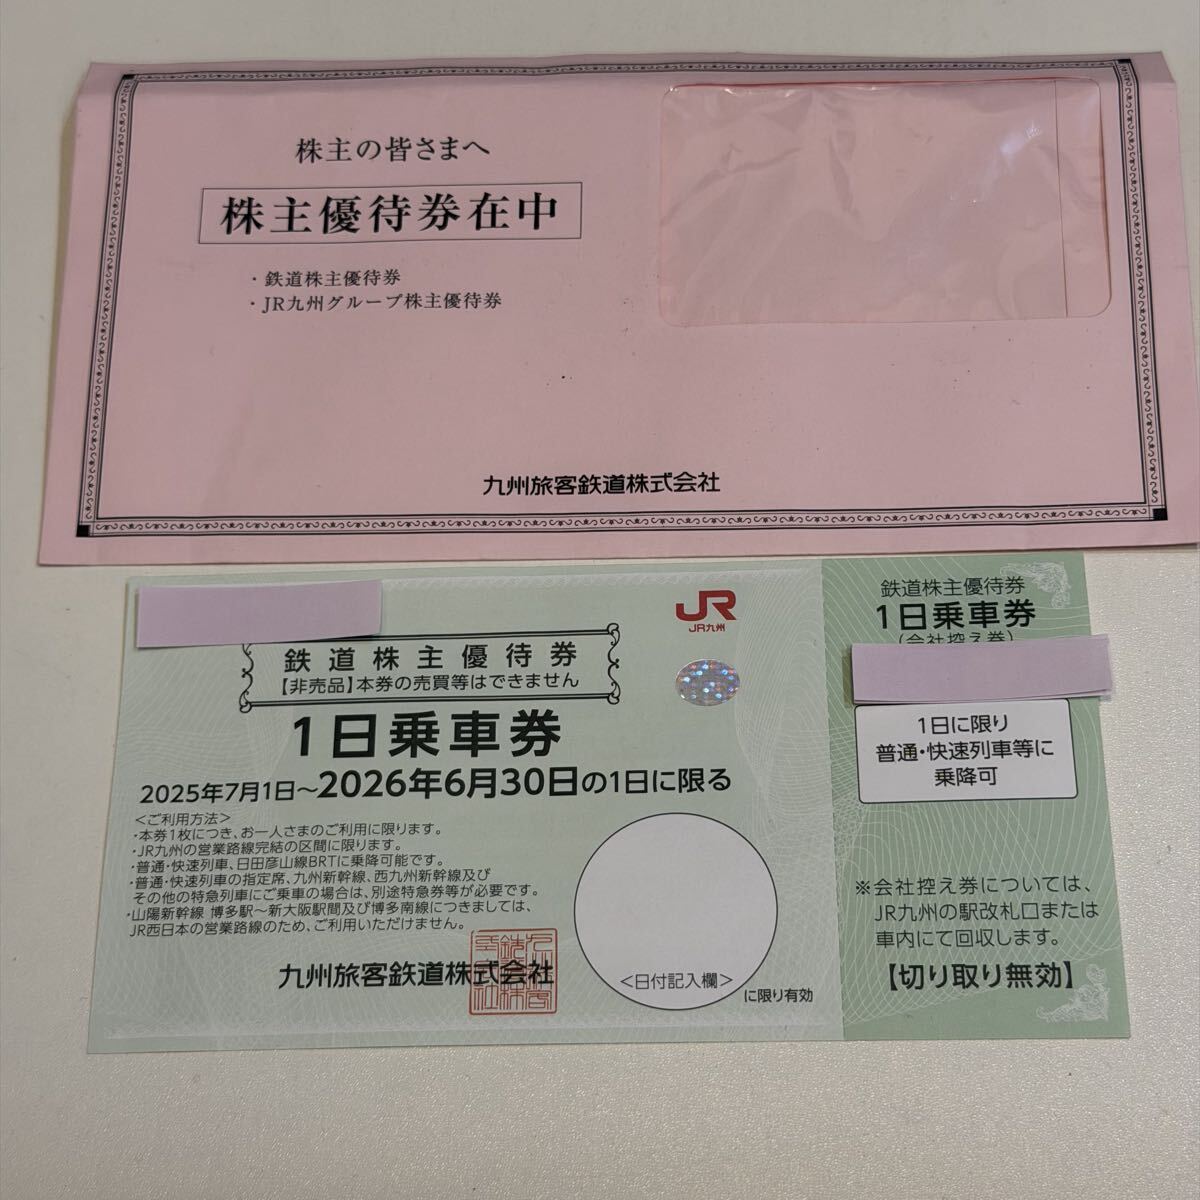 株主の皆さまへ
株主優待券在中
・鉄道株主優待券
・JR九州グループ株主優待券
九州旅客鉄道株式会社
JR
JR九州
鉄道株主優待券
【非売品】本券の売買等はできません
1日乗車券
2025年7月1日～2026年6月30日の1日に限る
＜ご利用方法＞
・本券1枚につき、お一人さまのご利用に限ります。
・JR九州の営業路線完結の区間に限ります。
・普通・快速列車、日田彦山線BRTに乗降可能です。
・普通・快速列車の指定席、九州新幹線、西九州新幹線及び
その他の特急列車にご乗車の場合は、別途特急券等が必要です。
・山陽新幹線 博多駅～新大阪駅間及び博多南線につきましては、
JR西日本の営業路線のため、ご利用いただけません。
九州旅客鉄道株式会社
＜日付記入欄＞
に限り有効
鉄道株主優待券
1日乗車券
（会社控え券）
1日に限り
普通・快速列車等に
乗降可
※会社控え券については、
JR九州の駅改札口または
車内にて回収します。
【切り取り無効】